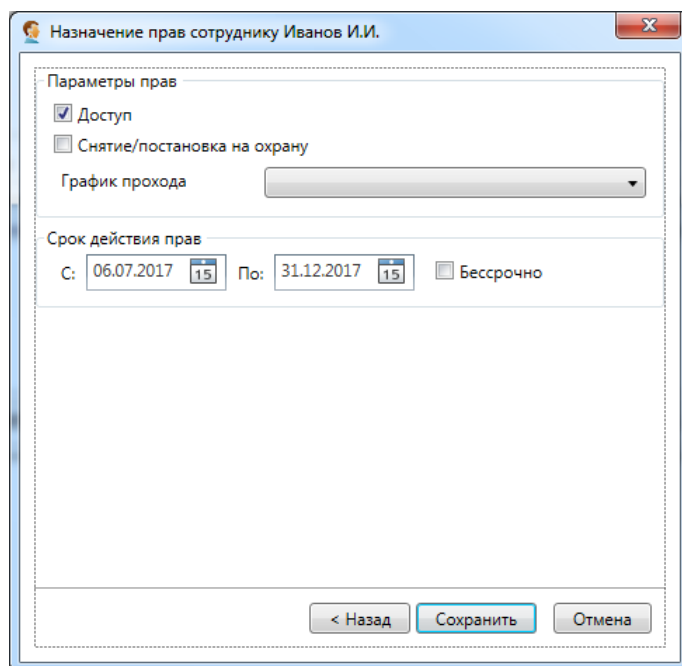 Назначение прав сотруднику Иванов И.И.
Параметры прав
Доступ
Снятие/постановка на охрану
График прохода
Срок действия прав
С: 06.07.2017 15 По: 31.12.2017 15 Бессрочно
< Назад Сохранить Отмена